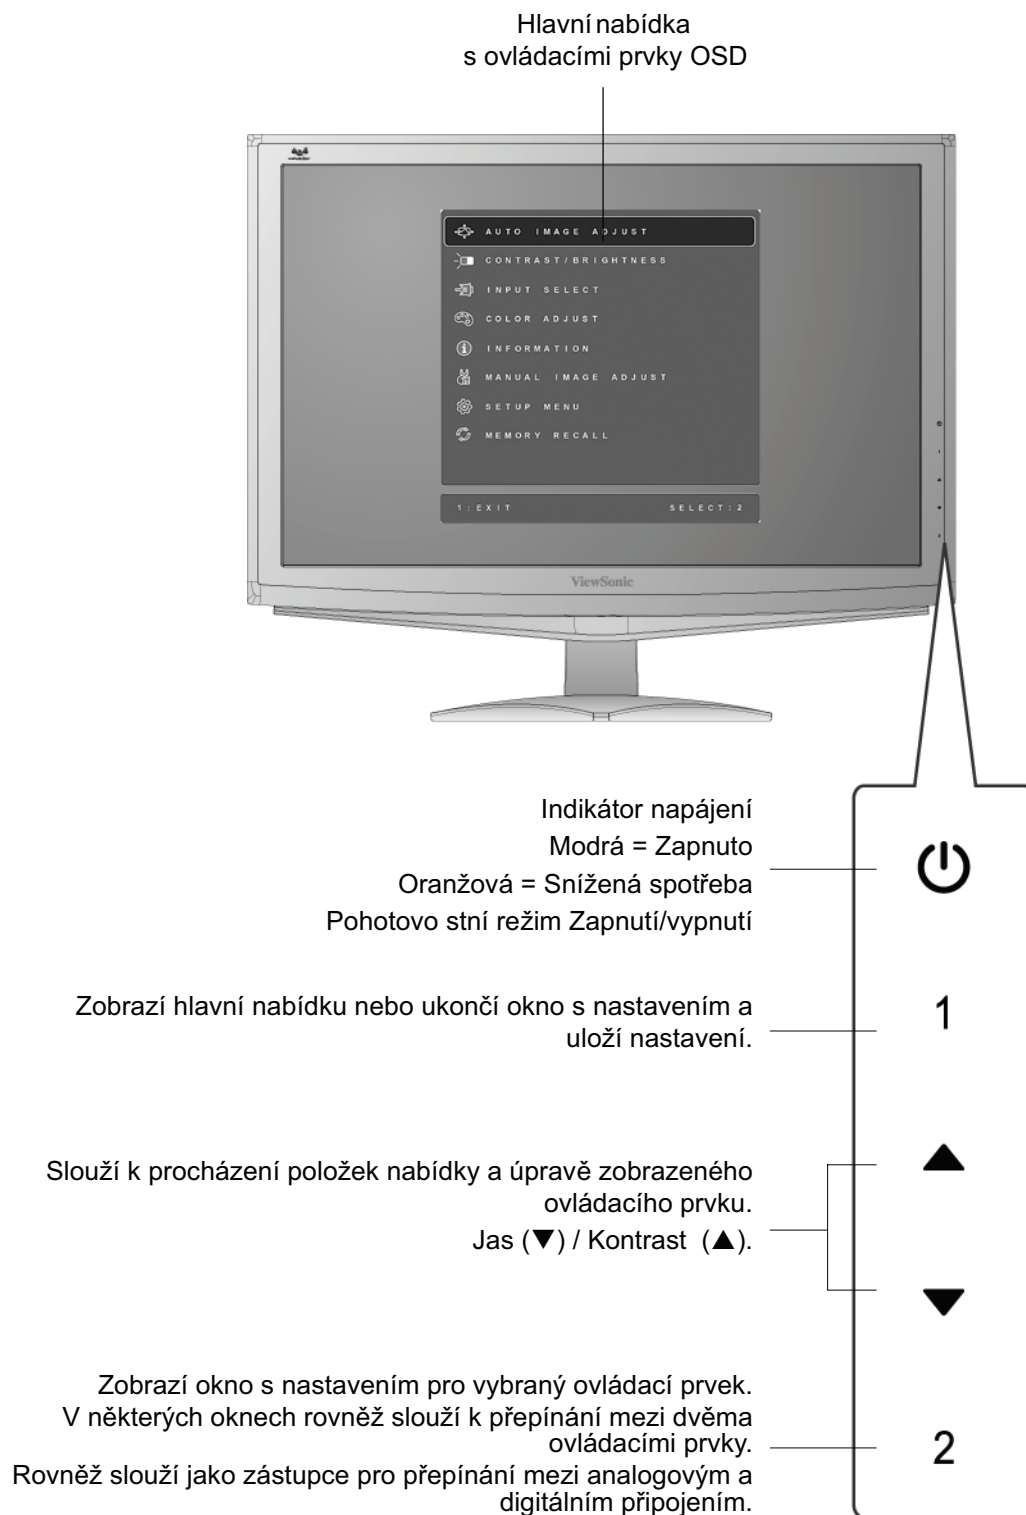 Hlavní nabídka
s ovládacími prvky OSD
AUTO IMAGE ADJUST
CONTRAST/BRIGHTNESS
INPUT SELECT
COLOR ADJUST
INFORMATION
MANUAL IMAGE ADJUST
SETUP MENU
MEMORY RECALL
1:EXIT SELECT:2
ViewSonic
Indikátor napájení
Modrá = Zapnuto
Oranžová = Snížená spotřeba
Pohotovo stní režim Zapnutí/vypnutí
Zobrazí hlavní nabídku nebo ukončí okno s nastavením a
uloží nastavení.
1
Slouží k procházení položek nabídky a úpravě zobrazeného
ovládacího prvku.
Jas (▼) / Kontrast (▲).
Zobrazí okno s nastavením pro vybraný ovládací prvek.
V některých oknech rovněž slouží k přepínání mezi dvěma
ovládacími prvky.
2
Rovněž slouží jako zástupce pro přepínání mezi analogovým a
digitálním připojením.